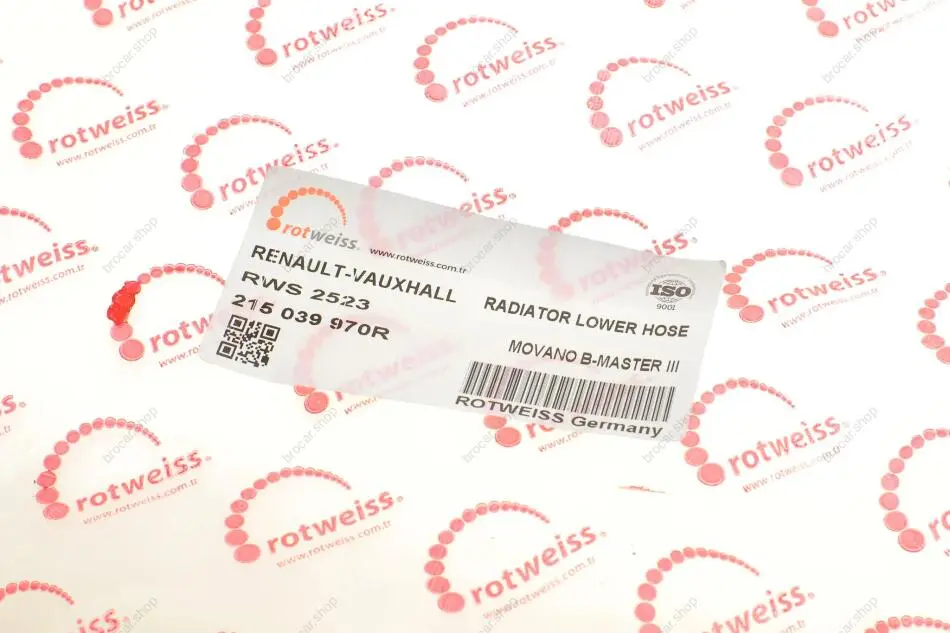 rotweiss.
www.rotweiss.com.tr
RENAULT-VAUXHALL
RWS 2523
215 039 970R
ISO
9001
RADIATOR LOWER HOSE
MOVANO B-MASTER III
ROTWEISS Germany
rotweiss®
www.rotweiss.com.tr
brocar.shop